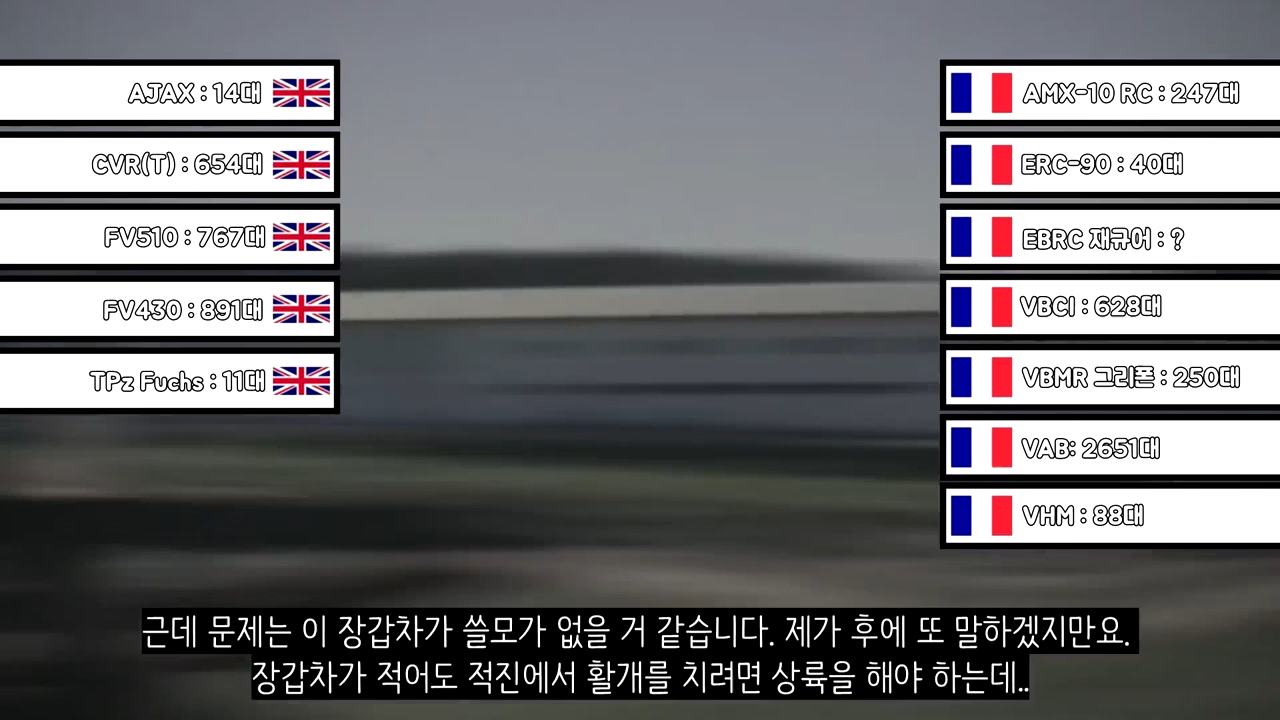 AJAX : 14대
CVR(T) : 654대
FV510 : 767대
FV430 : 891대
TPz Fuchs : 11대
AMX-10 RC : 247대
ERC-90 : 40대
EBRC 재규어 : ?
VBCI : 628대
VBMR 그리폰 : 250대
VAB: 2651대
VHM : 88대
근데 문제는 이 장갑차가 쓸모가 없을 거 같습니다. 제가 후에 또 말하겠지만요.
장갑차가 적어도 적진에서 활개를 치려면 상륙을 해야 하는데..